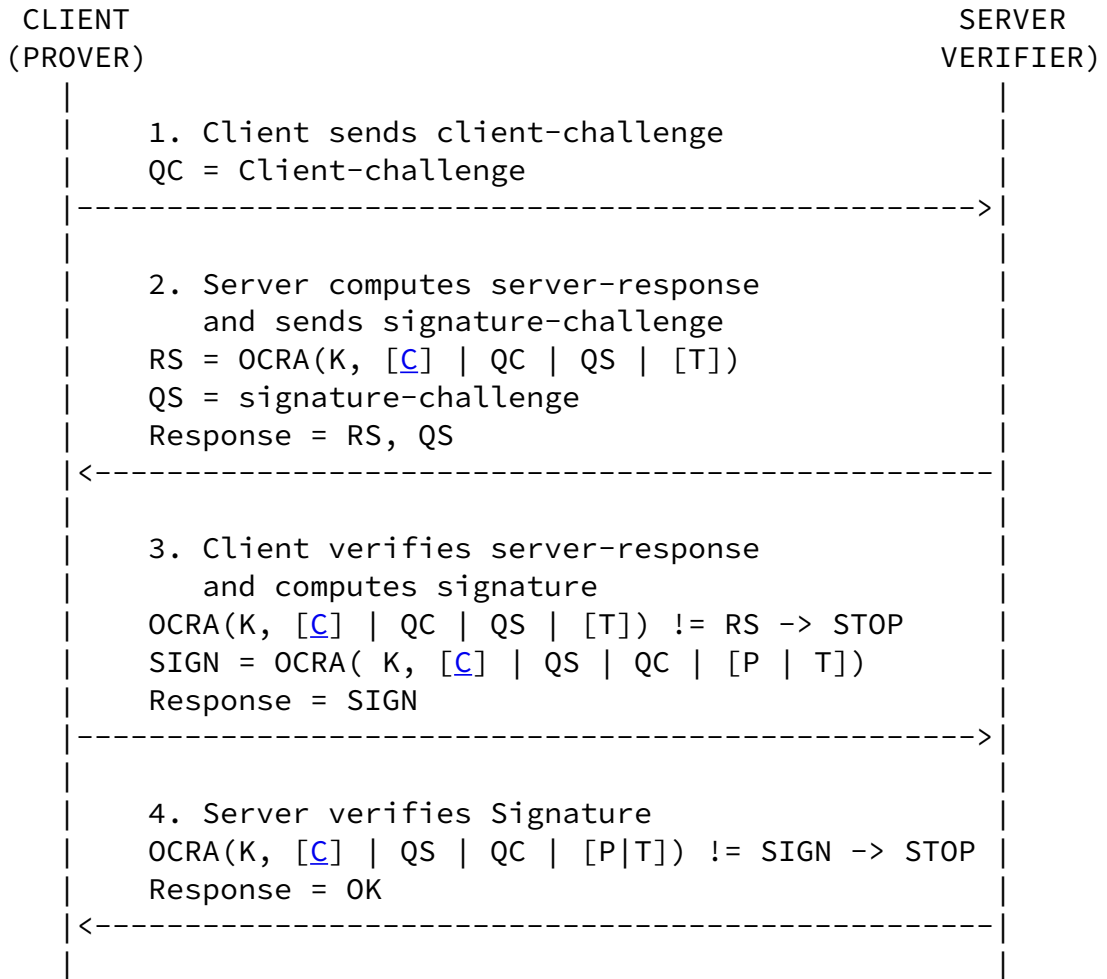 CLIENT SERVER
(PROVER) VERIFIER)
1. Client sends client-challenge
QC = Client-challenge
2. Server computes server-response
and sends signature-challenge
RS = OCRA(K, [C] | QC | QS | [T])
QS = signature-challenge
Response = RS, QS
3. Client verifies server-response
and computes signature
OCRA(K, [C] | QC | QS | [T]) != RS -> STOP
SIGN = OCRA( K, [C] | QS | QC | [P | T])
Response = SIGN
4. Server verifies Signature
OCRA(K, [C] | QS | QC | [P|T]) != SIGN -> STOP
Response = OK